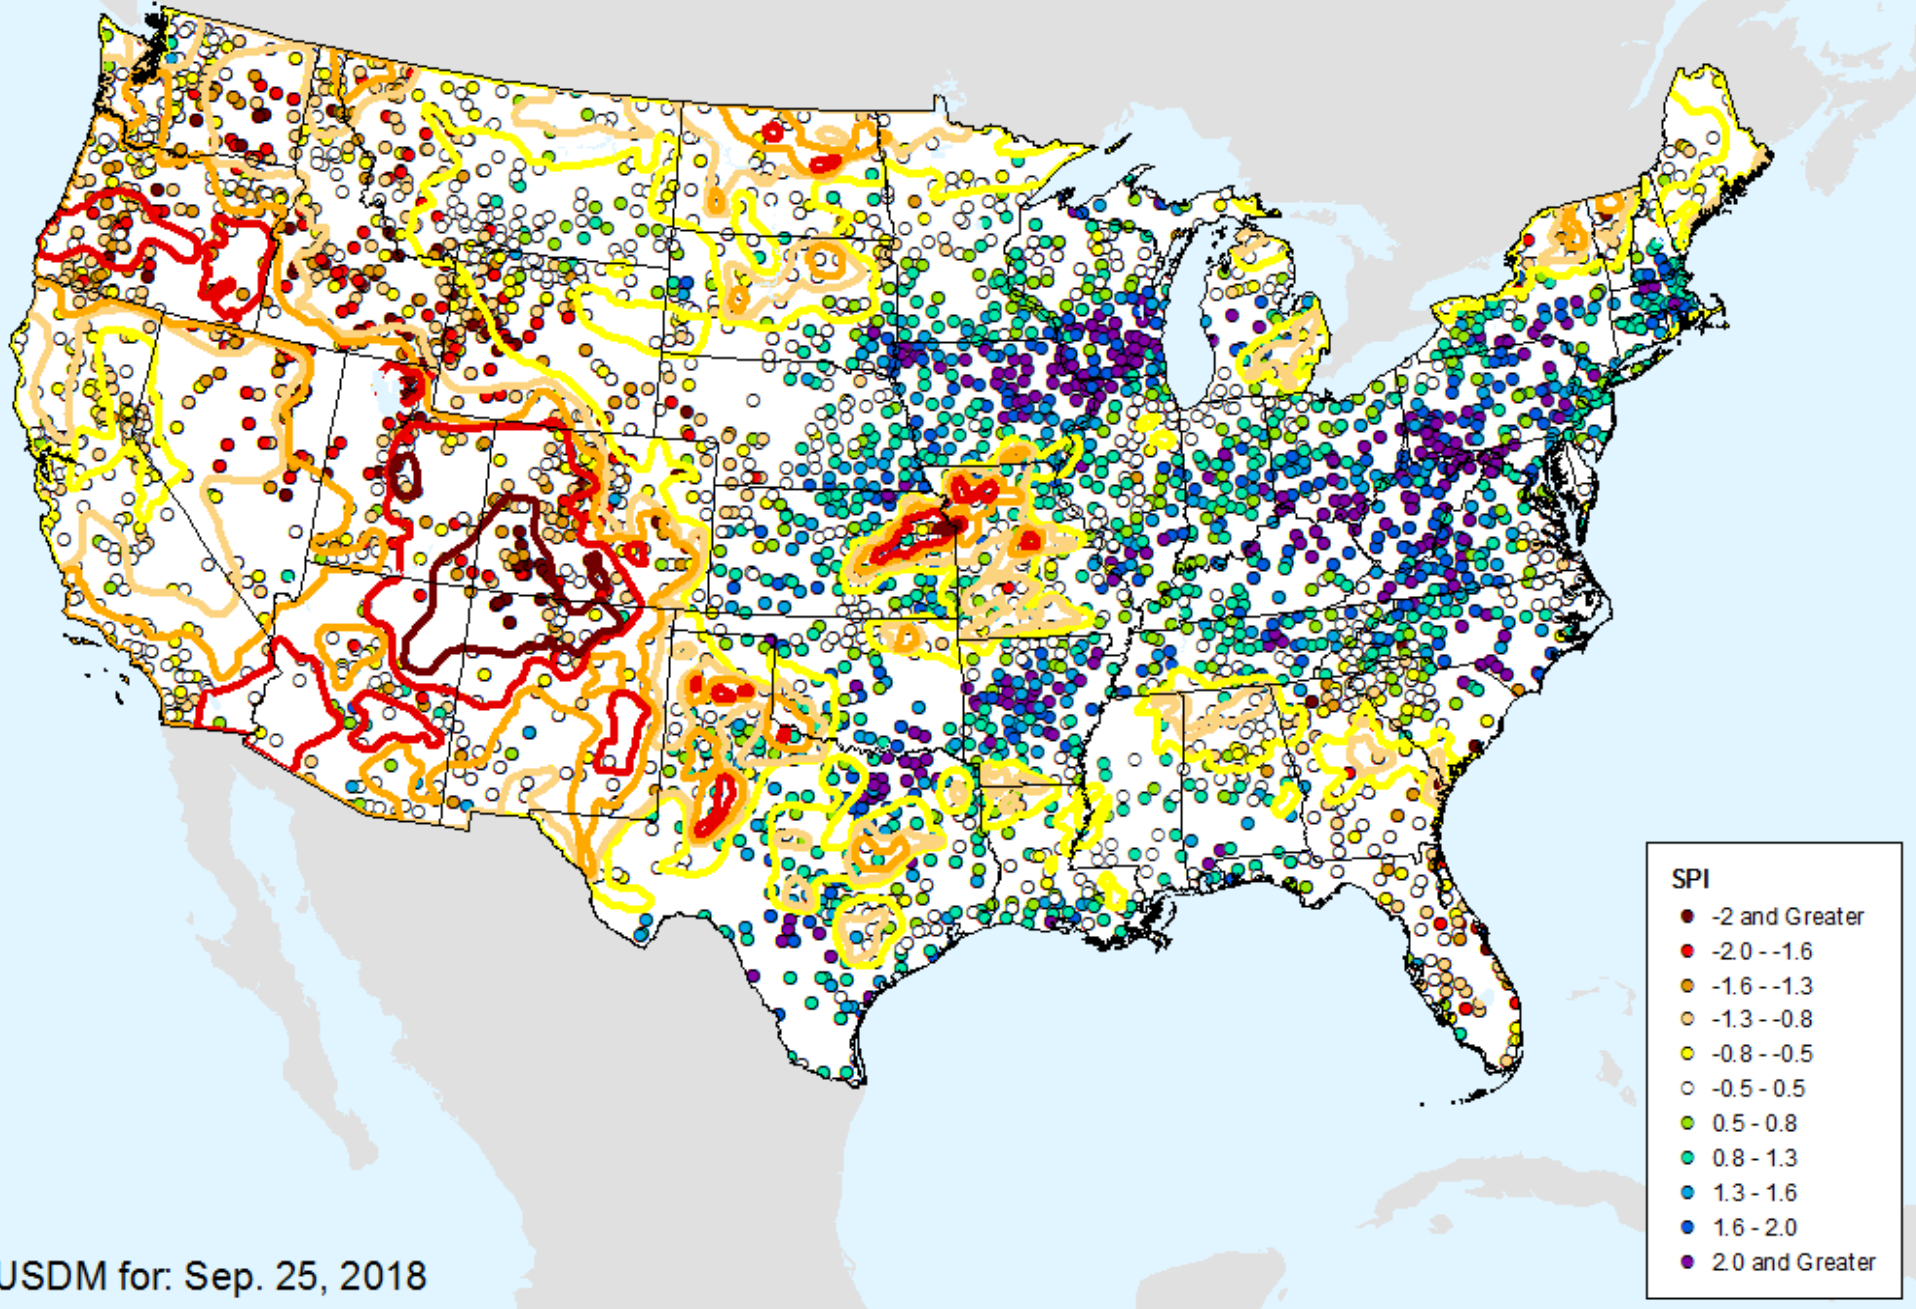 SPI
-2 and Greater
-2.0 - -1.6
-1.6 - -1.3
-1.3 - -0.8
-0.8 - -0.5
-0.5 - 0.5
0.5 - 0.8
0.8 - 1.3
1.3 - 1.6
1.6 - 2.0
2.0 and Greater
USDM for: Sep. 25, 2018